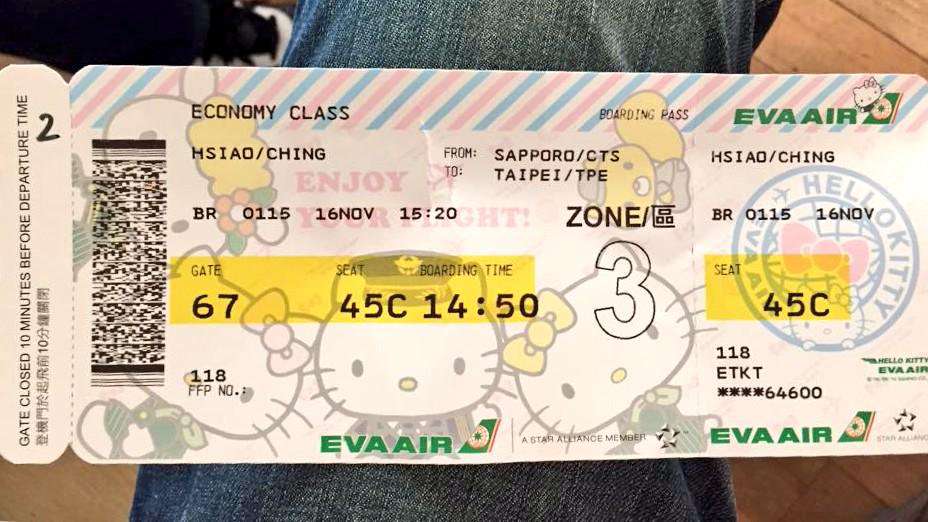 GATE CLOSED 10 MINUTES BEFORE DEPARTURE TIME
登機門於起飛前10分鐘關閉
2
ECONOMY CLASS
BOARDING PASS
EVA AIR
HSIAO/CHING
FROM: SAPPORO/CTS
TO: TAIPEI/TPE
ENJOY
YOUR FLIGHT!
BR 0115 16NOV 15:20
ZONE/區
3
GATE SEAT BOARDING TIME
67 45C 14:50
118
FFP NO.:
EVA AIR
A STAR ALLIANCE MEMBER
HSIAO/CHING
BR 0115 16NOV
HELLO KITTY
EVA AIR
SEAT
45C
118
ETKT
****64600
HELLO KITTY
EVA AIR
EVA AIR